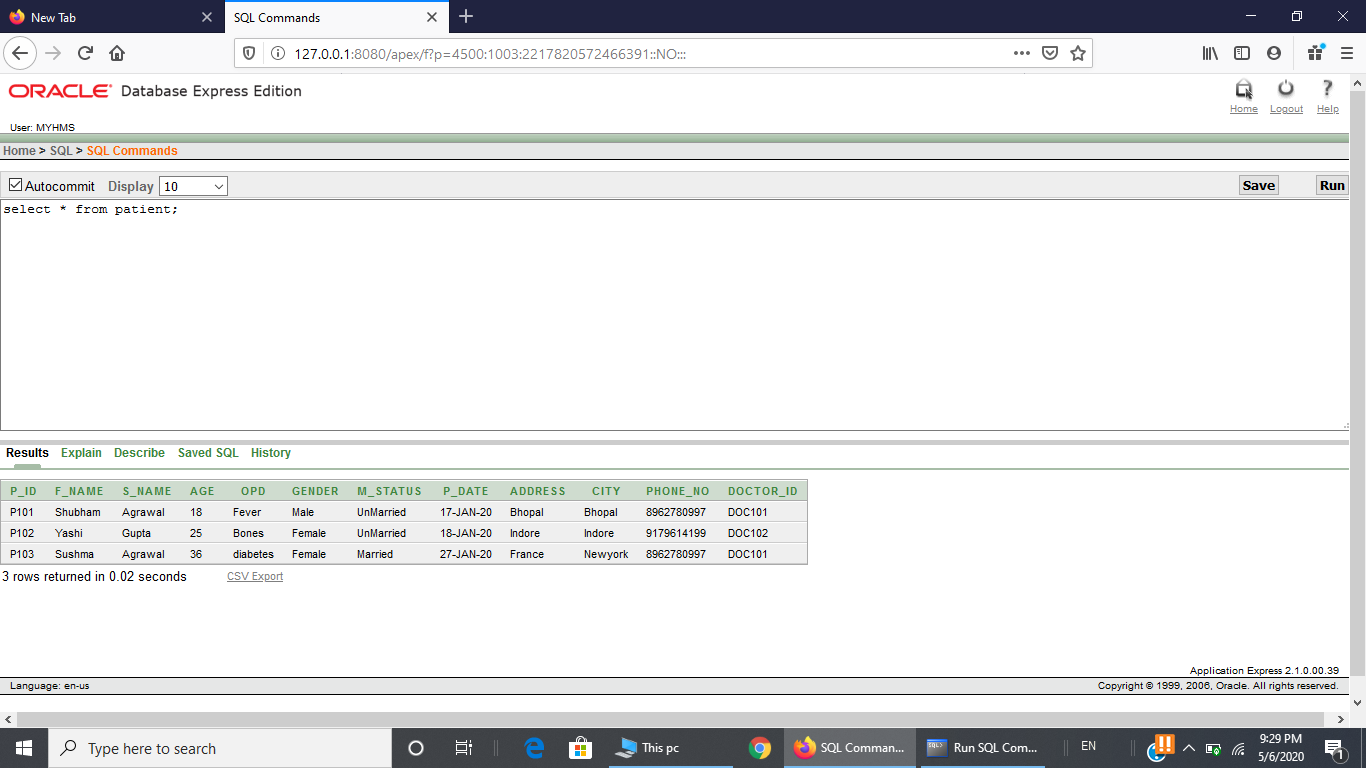 New Tab
SQL Commands
127.0.0.1:8080/apex/f?p=4500:1003:2217820572466391::NO:::
ORACLE Database Express Edition
Home Logout Help
User: MYHMS
Home > SQL > SQL Commands
Autocommit Display 10 Save Run
select * from patient;
Results Explain Describe Saved SQL History
P_ID F_NAME S_NAME AGE OPD GENDER M_STATUS P_DATE ADDRESS CITY PHONE_NO DOCTOR_ID
P101 Shubham Agrawal 18 Fever Male UnMarried 17-JAN-20 Bhopal Bhopal 8962780997 DOC101
P102 Yashi Gupta 25 Bones Female UnMarried 18-JAN-20 Indore Indore 9179614199 DOC102
P103 Sushma Agrawal 36 diabetes Female Married 27-JAN-20 France Newyork 8962780997 DOC101
3 rows returned in 0.02 seconds CSV Export
Application Express 2.1.0.00.39
Language: en-us Copyright © 1999, 2006, Oracle. All rights reserved.
Type here to search This pc SQL Comman... SQL> Run SQL Com... EN 9:29 PM
5/6/2020 1